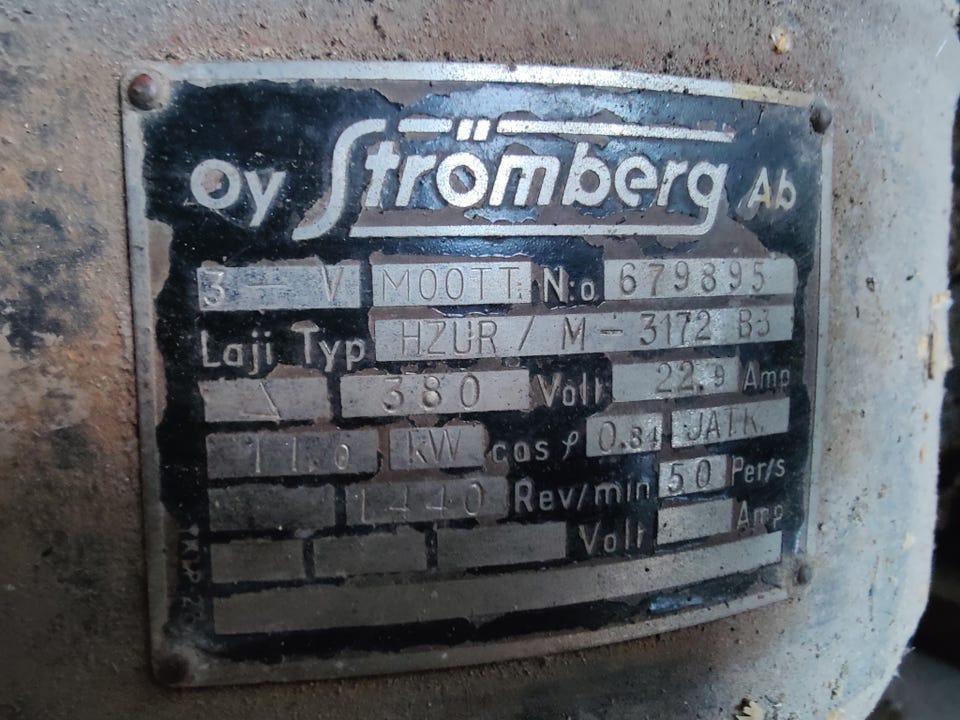 Oy Strömberg Ab
3 ~ V MOOTT. N:o 679895
Laji Typ HZUR / M - 3172 B3
Δ 380 Volt 22.9 Amp
11.0 kW cos φ 0.81 JATK.
1440 Rev/min 50 Per/s
Volt Amp